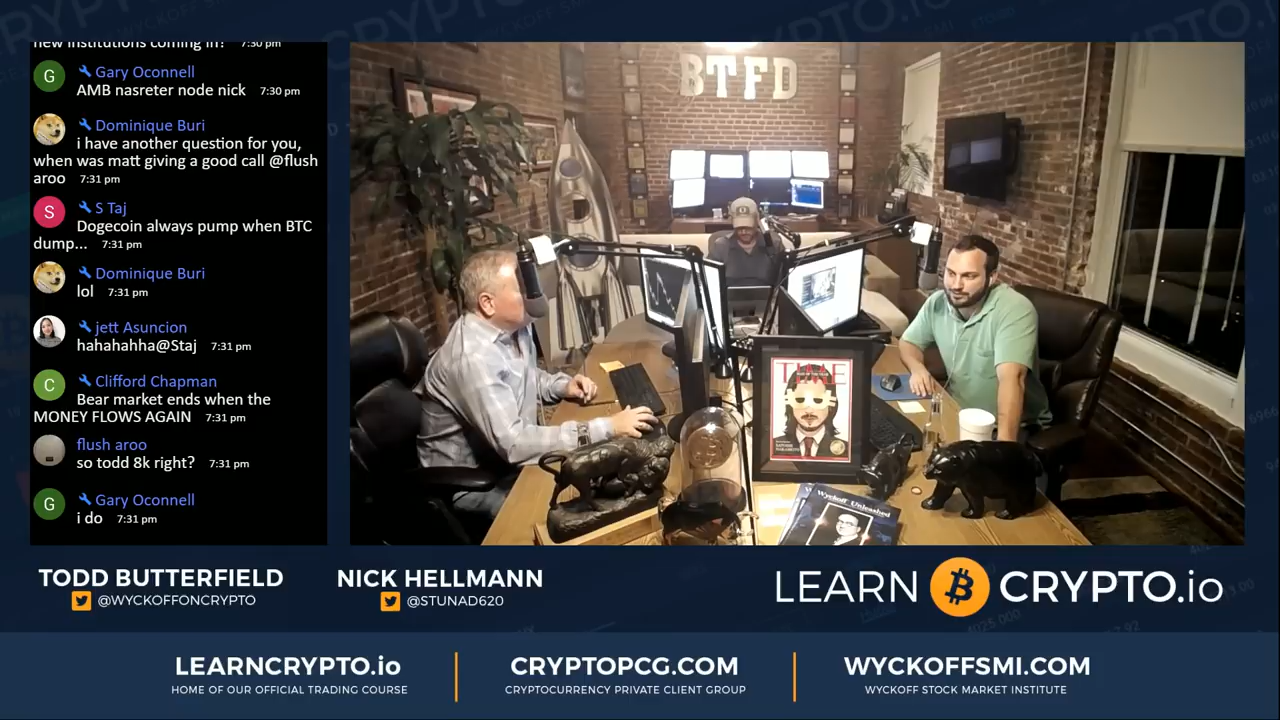 new institutions coming in? 7:30 pm
Gary Oconnell
AMB nasreter node nick 7:30 pm
Dominique Buri
i have another question for you,
when was matt giving a good call @flush
aroo 7:31 pm
S Taj
Dogecoin always pump when BTC
dump... 7:31 pm
Dominique Buri
lol 7:31 pm
jett Asuncion
hahahahha@Staj 7:31 pm
Clifford Chapman
Bear market ends when the
MONEY FLOWS AGAIN 7:31 pm
flush aroo
so todd 8k right? 7:31 pm
Gary Oconnell
i do 7:31 pm
G
S
C
G
BTFD
TIME
Wyckoff Unleashed
TODD BUTTERFIELD
@WYCKOFFONCRYPTO
NICK HELLMANN
@STUNAD620
LEARN CRYPTO.io
LEARNCRYPTO.io
HOME OF OUR OFFICIAL TRADING COURSE
CRYPTOPCG.COM
CRYPTOCURRENCY PRIVATE CLIENT GROUP
WYCKOFFSMI.COM
WYCKOFF STOCK MARKET INSTITUTE